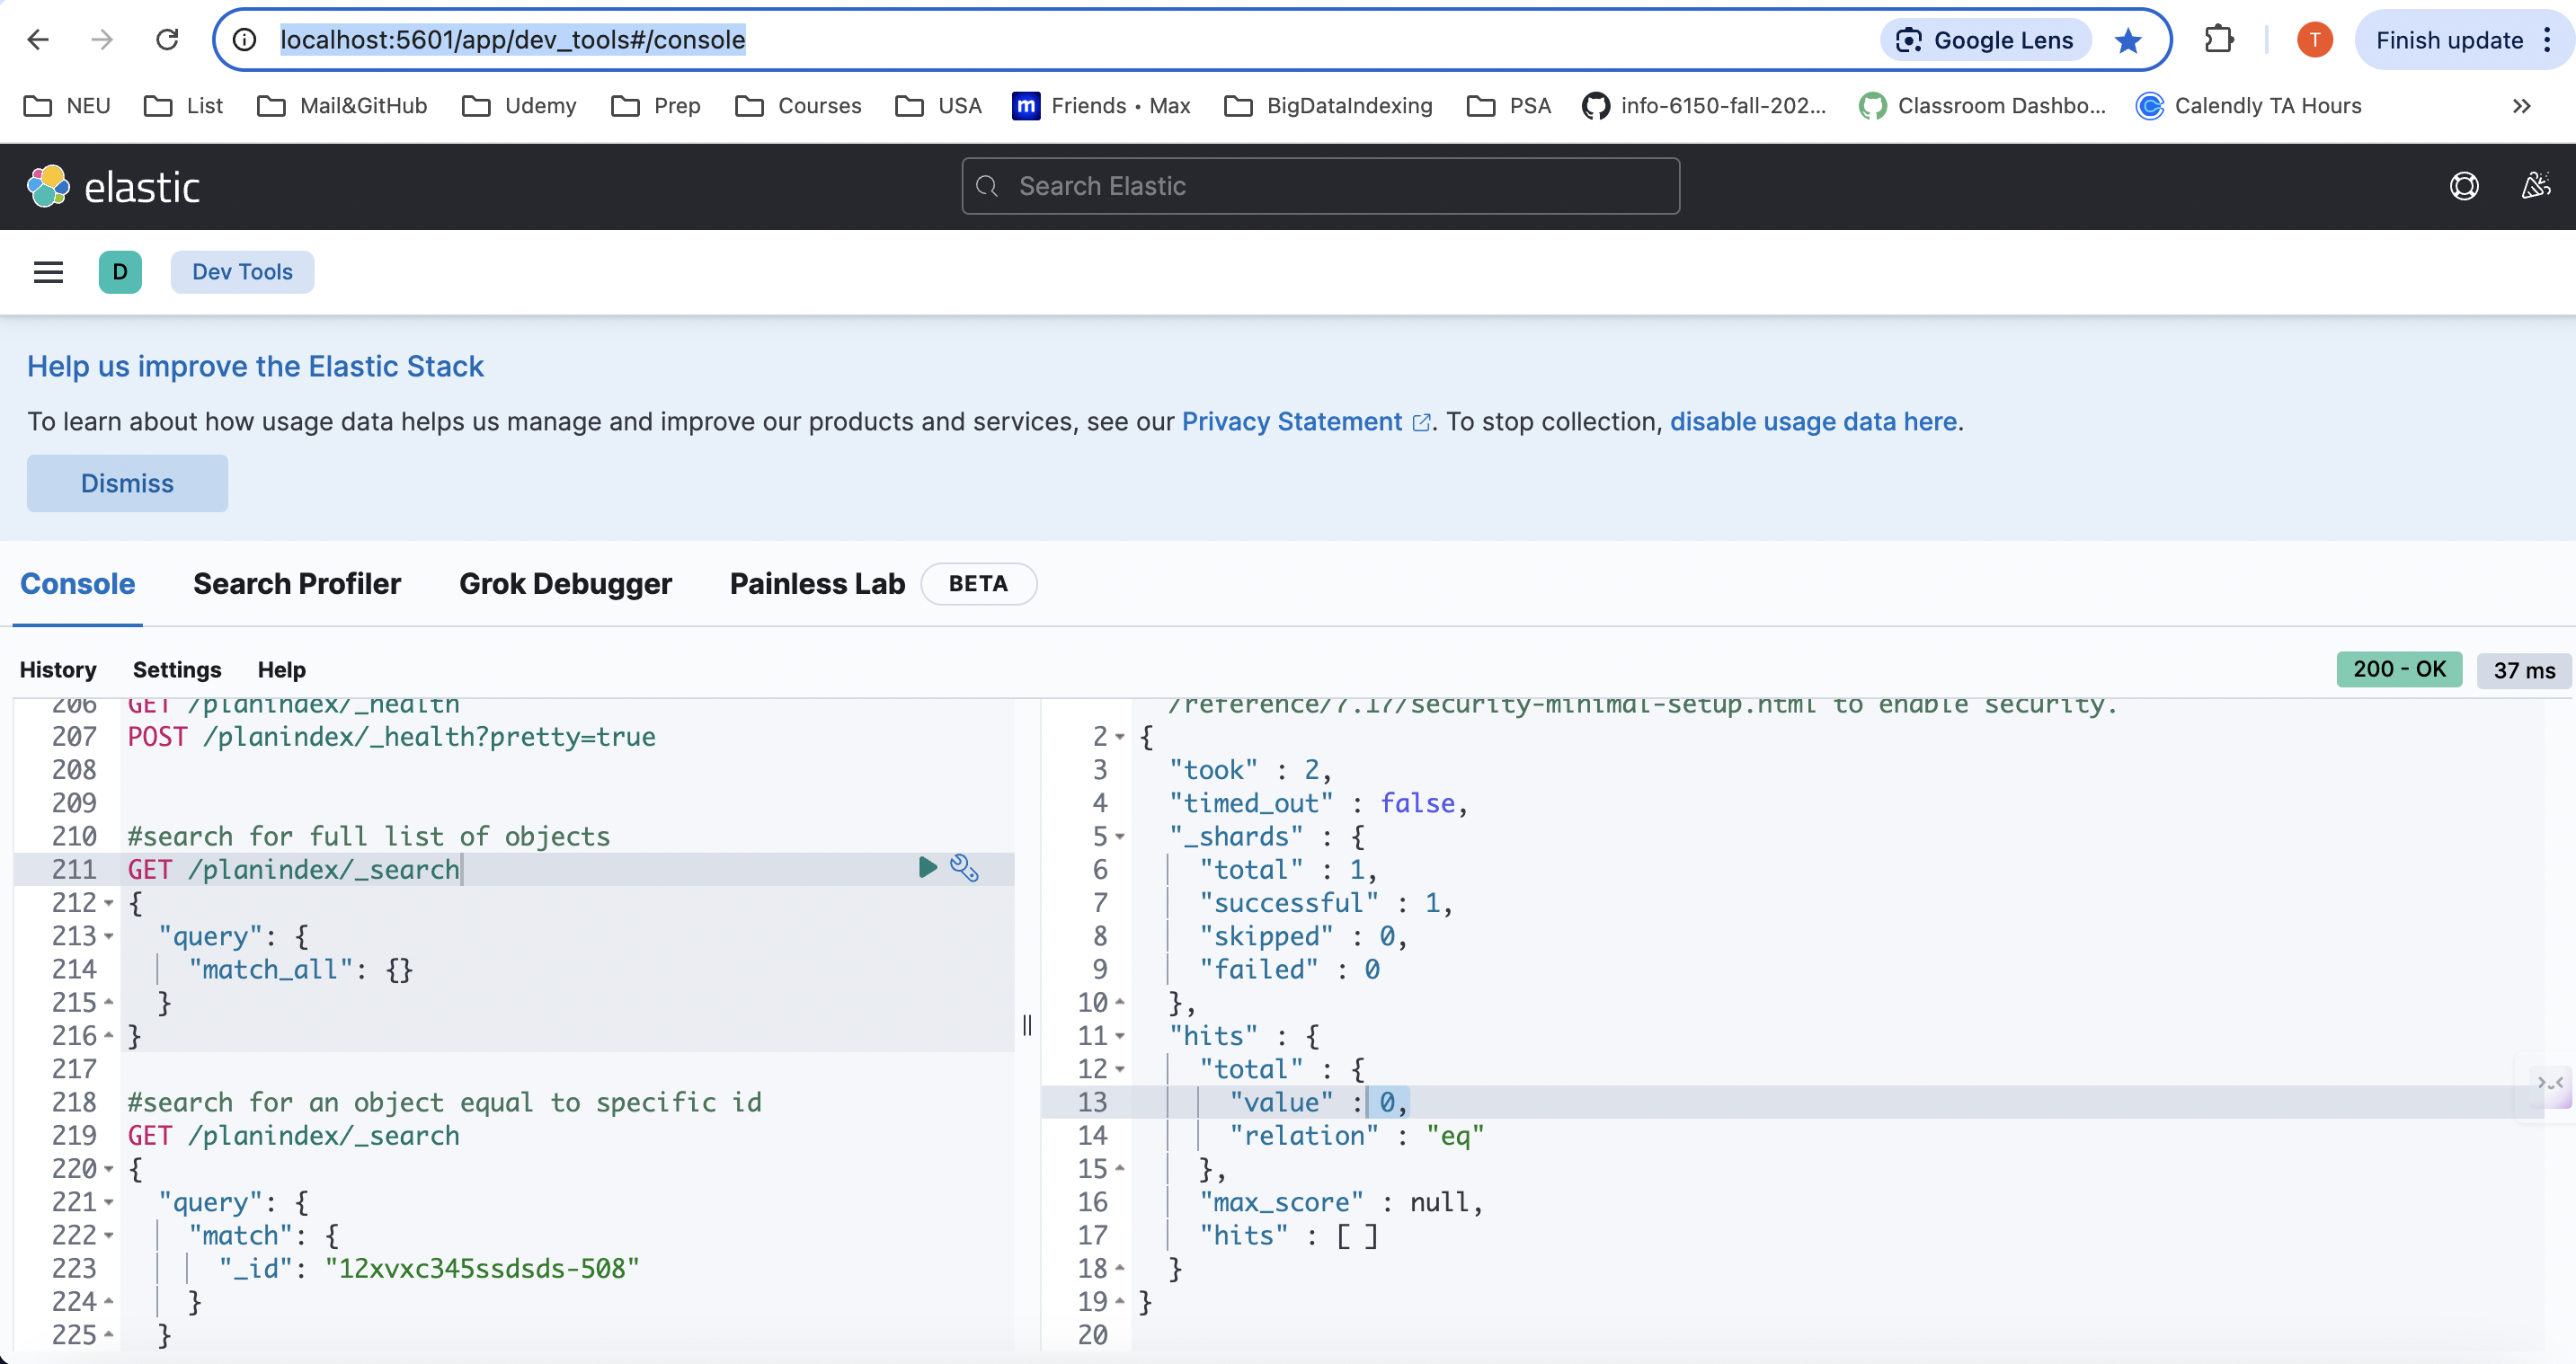 localhost:5601/app/dev_tools#/console
Google Lens
T
Finish update
NEU
List
Mail&GitHub
Udemy
Prep
Courses
USA
m
Friends • Max
BigDataIndexing
PSA
info-6150-fall-202...
Classroom Dashbo...
Calendly TA Hours
elastic
Search Elastic
D
Dev Tools
Help us improve the Elastic Stack
To learn about how usage data helps us manage and improve our products and services, see our Privacy Statement. To stop collection, disable usage data here.
Dismiss
Console
Search Profiler
Grok Debugger
Painless Lab
BETA
History
Settings
Help
200 - OK
37 ms
206 GET /planindex/_health
207 POST /planindex/_health?pretty=true
208
209
210 #search for full list of objects
211 GET /planindex/_search
212 {
213 "query": {
214 "match_all": {}
215 }
216 }
217
218 #search for an object equal to specific id
219 GET /planindex/_search
220 {
221 "query": {
222 "match": {
223 "_id": "12xvxc345ssdsds-508"
224 }
225 }
/reference/7.17/security-minimal-setup.html to enable security.
2 {
3 "took" : 2,
4 "timed_out" : false,
5 "_shards" : {
6 "total" : 1,
7 "successful" : 1,
8 "skipped" : 0,
9 "failed" : 0
10 },
11 "hits" : {
12 "total" : {
13 "value" : 0,
14 "relation" : "eq"
15 },
16 "max_score" : null,
17 "hits" : [ ]
18 }
19 }
20